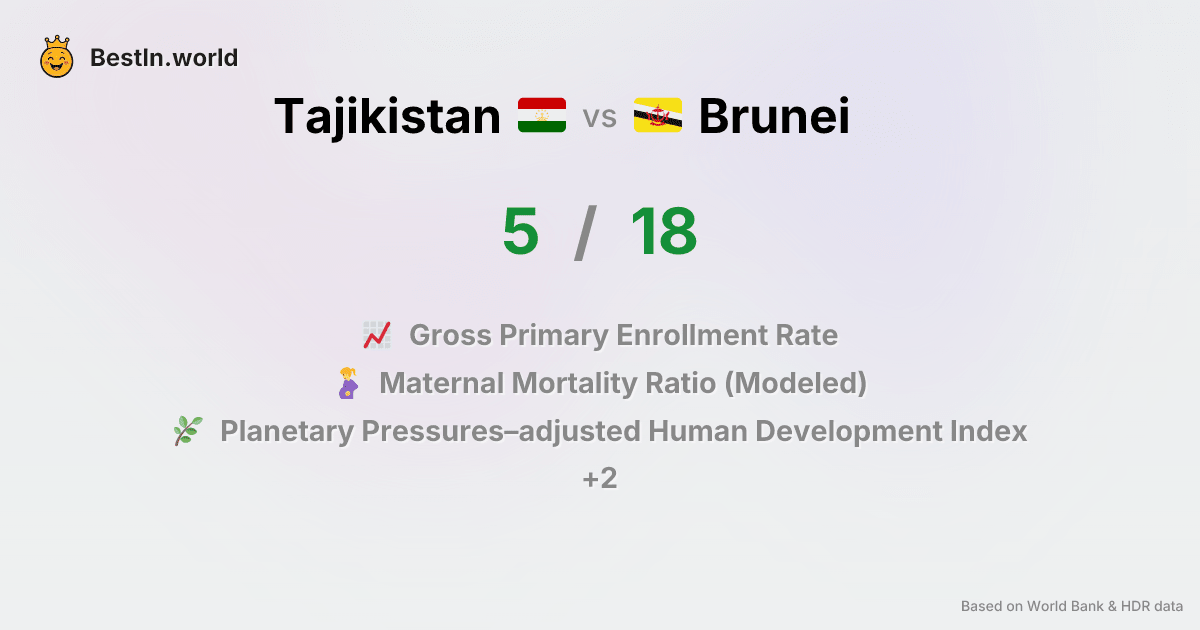 BestIn.world
Tajikistan vs Brunei
5 / 18
Gross Primary Enrollment Rate
Maternal Mortality Ratio (Modeled)
Planetary Pressures–adjusted Human Development Index
+2
Based on World Bank & HDR data